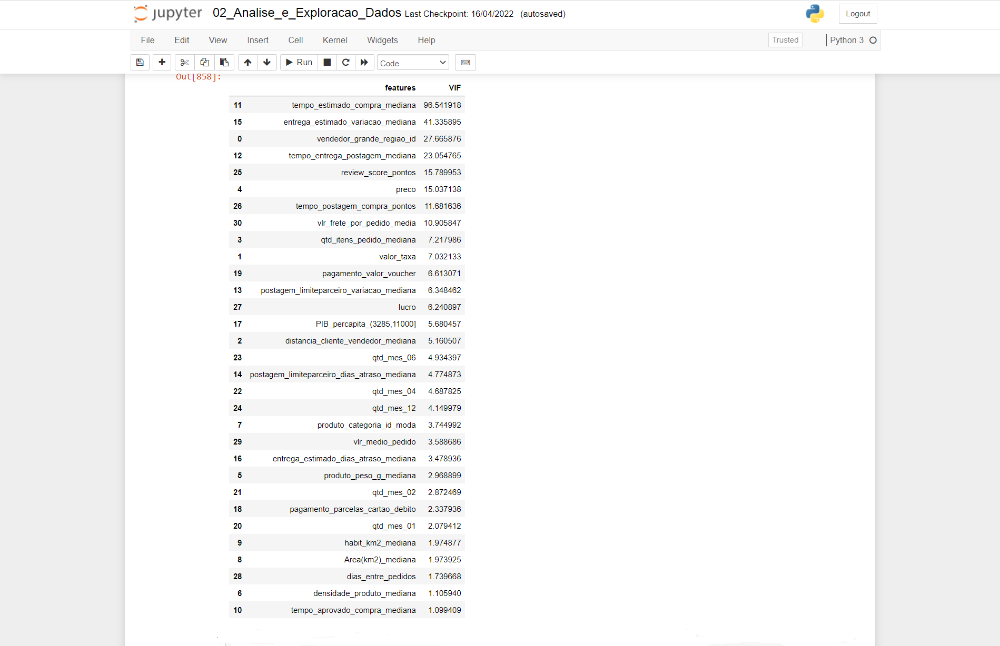 jupyter 02_Analise_e_Exploracao_Dados Last Checkpoint: 16/04/2022 (autosaved) Logout
File Edit View Insert Cell Kernel Widgets Help Trusted Python 3
Run Code
Out[858]:
features VIF
11 tempo_estimado_compra_mediana 96.541918
15 entrega_estimado_variacao_mediana 41.335895
0 vendedor_grande_regiao_id 27.665876
12 tempo_entrega_postagem_mediana 23.054765
25 review_score_pontos 15.789953
4 preco 15.037138
26 tempo_postagem_compra_pontos 11.681636
30 vlr_frete_por_pedido_media 10.905847
3 qtd_itens_pedido_mediana 7.217986
1 valor_taxa 7.032133
19 pagamento_valor_voucher 6.613071
13 postagem_limiteparceiro_variacao_mediana 6.348462
27 lucro 6.240897
17 PIB_percapita_(3285,11000] 5.680457
2 distancia_cliente_vendedor_mediana 5.160507
23 qtd_mes_06 4.934397
14 postagem_limiteparceiro_dias_atraso_mediana 4.774873
22 qtd_mes_04 4.687825
24 qtd_mes_12 4.149979
7 produto_categoria_id_moda 3.744992
29 vlr_medio_pedido 3.588686
16 entrega_estimado_dias_atraso_mediana 3.478936
5 produto_peso_g_mediana 2.968899
21 qtd_mes_02 2.872469
18 pagamento_parcelas_cartao_debito 2.337936
20 qtd_mes_01 2.079412
9 habit_km2_mediana 1.974877
8 Area(km2)_mediana 1.973925
28 dias_entre_pedidos 1.739668
6 densidade_produto_mediana 1.105940
10 tempo_aprovado_compra_mediana 1.099409